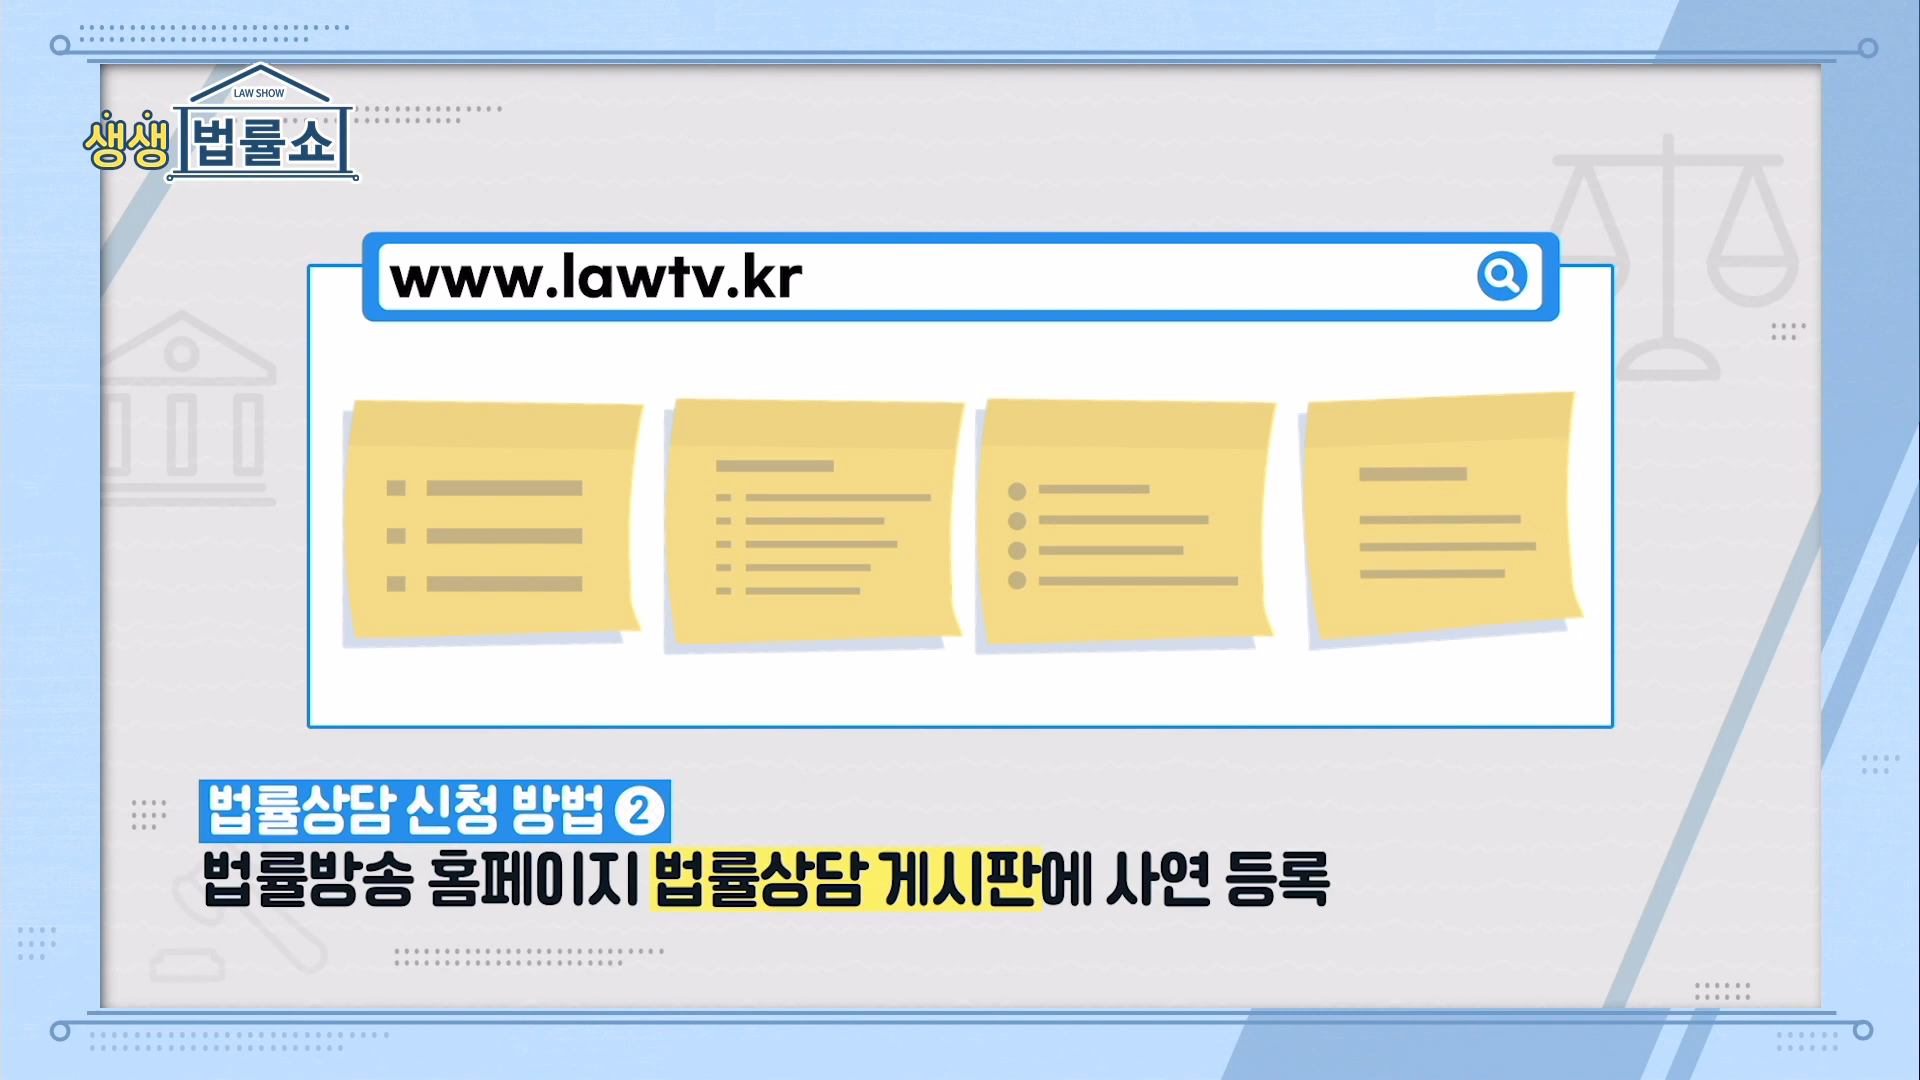 LAW SHOW
생생 법률쇼
www.lawtv.kr
법률상담 신청 방법 2
법률방송 홈페이지 법률상담 게시판에 사연 등록